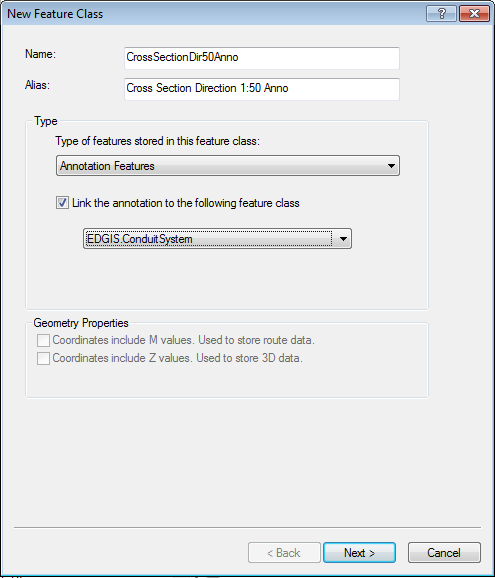 New Feature Class
?
Name:
CrossSectionDir50Anno
Alias:
Cross Section Direction 1:50 Anno
Type
Type of features stored in this feature class:
Annotation Features
Link the annotation to the following feature class
EDGIS.ConduitSystem
Geometry Properties
Coordinates include M values. Used to store route data.
Coordinates include Z values. Used to store 3D data.
< Back
Next >
Cancel